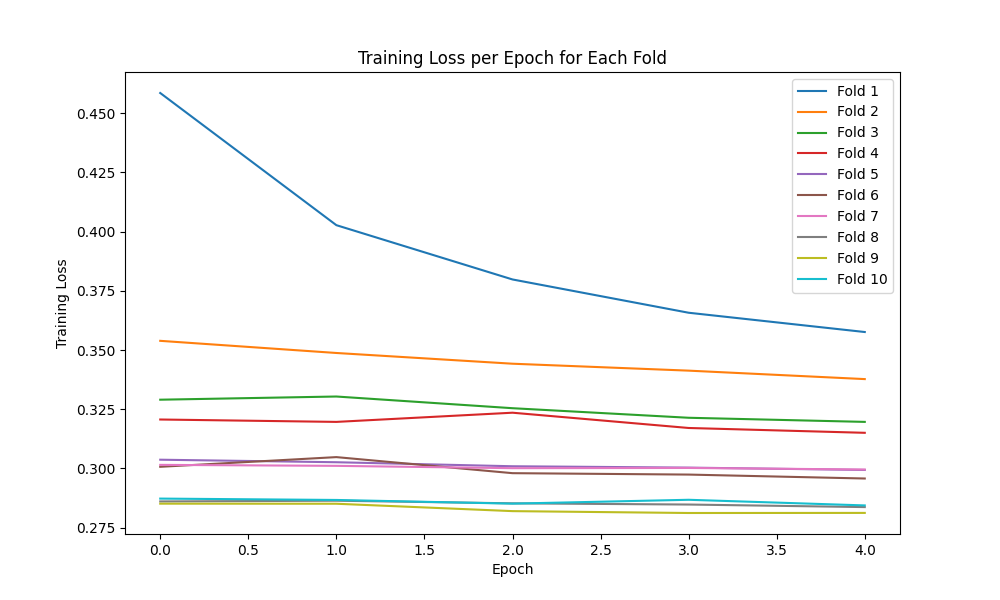 Training Loss per Epoch for Each Fold
Training Loss
0.450
0.425
0.400
0.375
0.350
0.325
0.300
0.275
Fold 1
Fold 2
Fold 3
Fold 4
Fold 5
Fold 6
Fold 7
Fold 8
Fold 9
Fold 10
0.0 0.5 1.0 1.5 2.0 2.5 3.0 3.5 4.0
Epoch